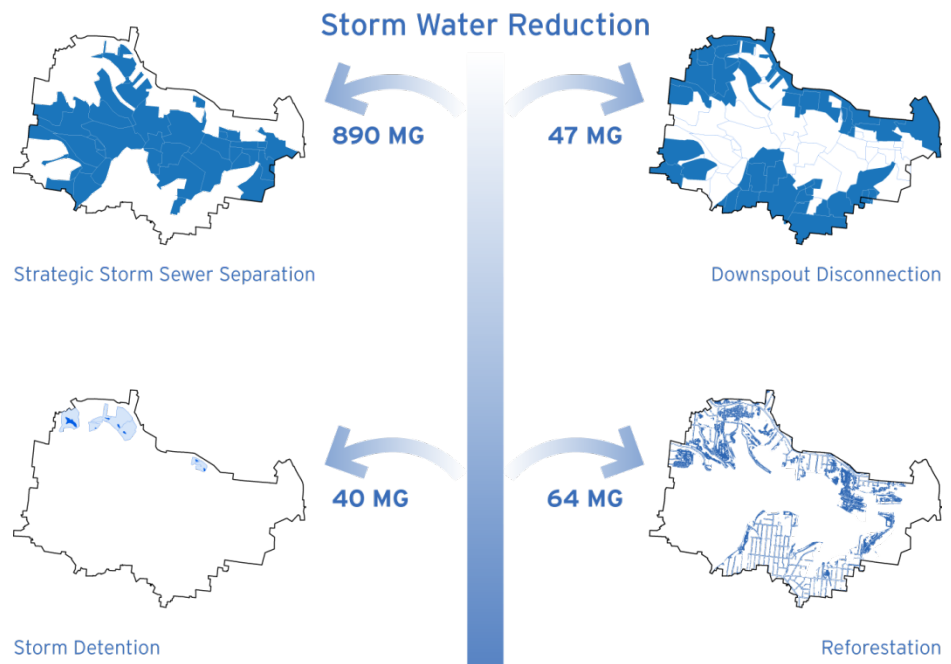 Storm Water Reduction
890 MG
47 MG
Strategic Storm Sewer Separation
Downspout Disconnection
40 MG
64 MG
Storm Detention
Reforestation